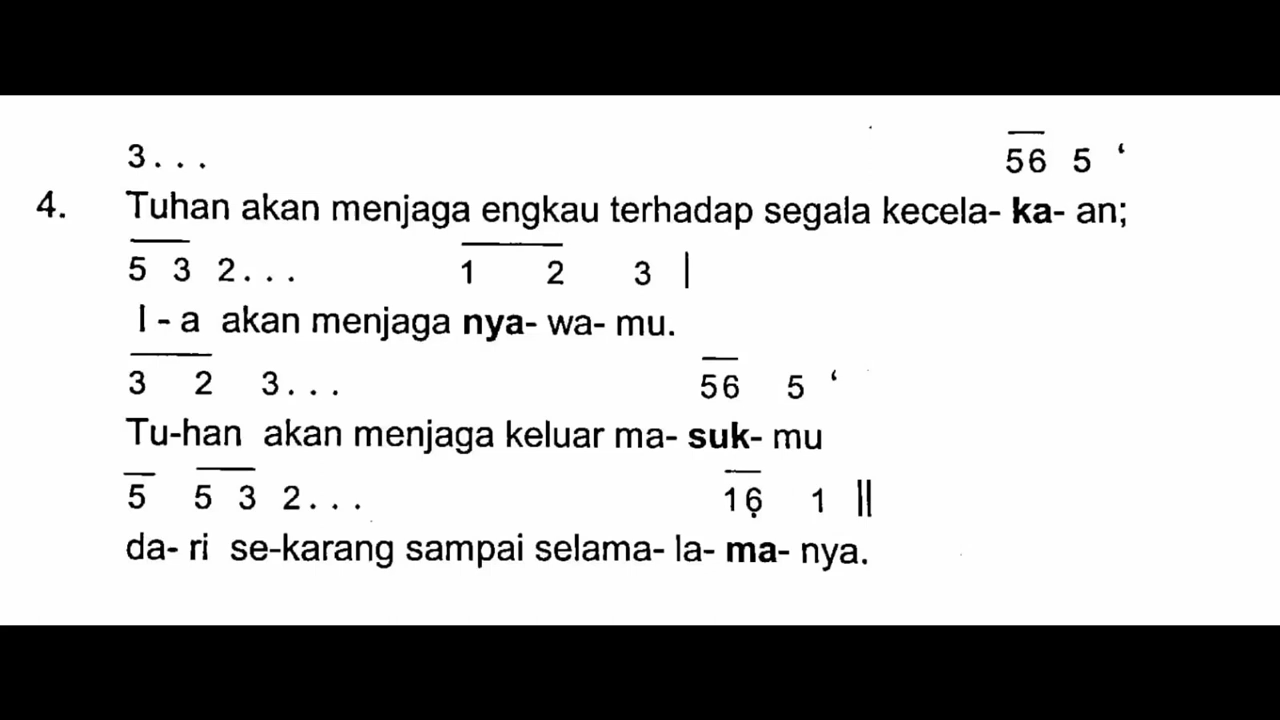 3 . . . 56 5 ‘
4. Tuhan akan menjaga engkau terhadap segala kecela- ka- an;
5 3 2 . . . 1 2 3 |
I - a akan menjaga nya- wa- mu.
3 2 3 . . . 56 5 ‘
Tu-han akan menjaga keluar ma- suk- mu
5 5 3 2 . . . 16̣ 1 ||
da- ri se-karang sampai selama- la- ma- nya.